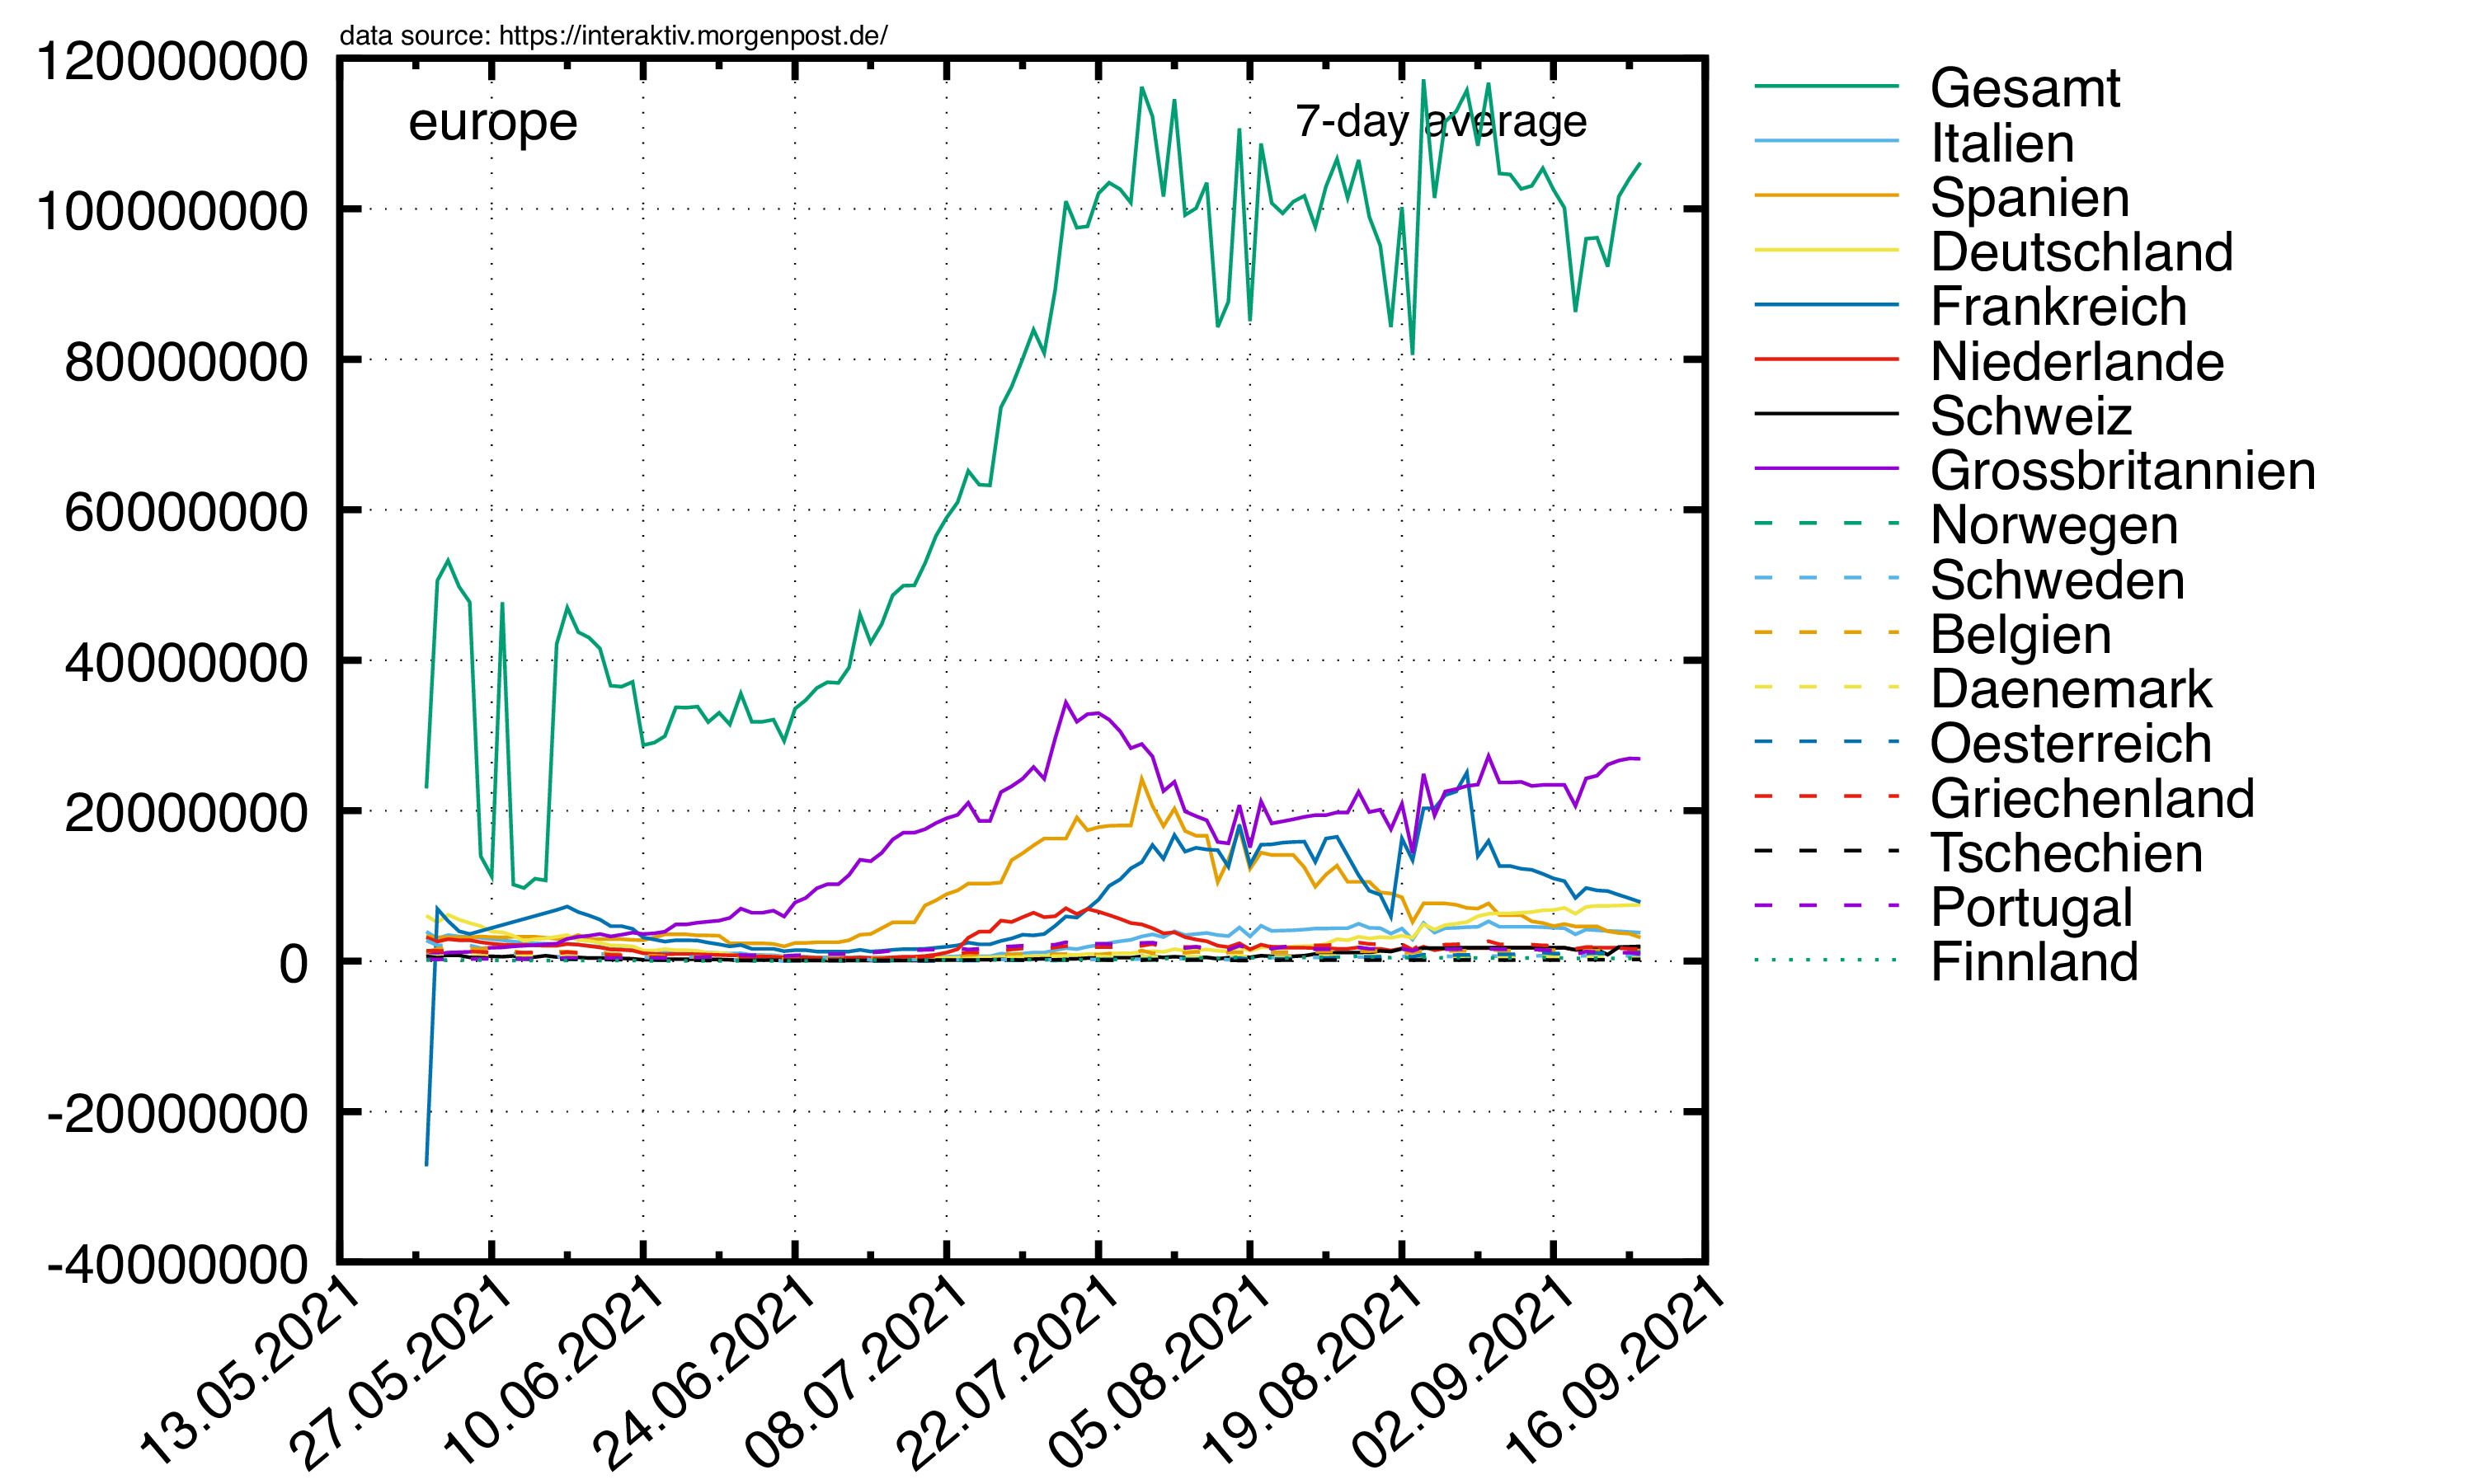 data source: https://interaktiv.morgenpost.de/
europe
7-day average
120000000
100000000
80000000
60000000
40000000
20000000
0
-20000000
-40000000
13.05.2021
27.05.2021
10.06.2021
24.06.2021
08.07.2021
22.07.2021
05.08.2021
19.08.2021
02.09.2021
16.09.2021
Gesamt
Italien
Spanien
Deutschland
Frankreich
Niederlande
Schweiz
Grossbritannien
Norwegen
Schweden
Belgien
Daenemark
Oesterreich
Griechenland
Tschechien
Portugal
Finnland